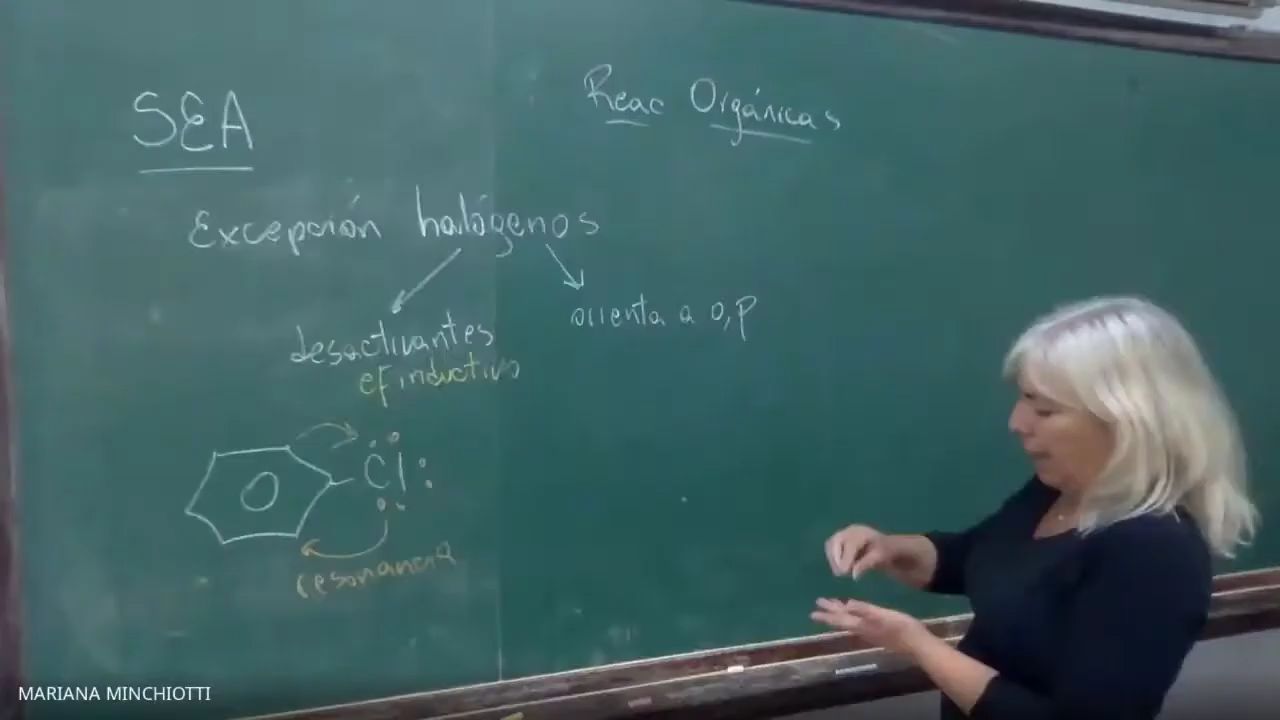 SEA
Reac Orgánicas
Excepción halógenos
desactivantes
ef inductivo
orienta a o,p
Cl
resonancia
MARIANA MINCHIOTTI